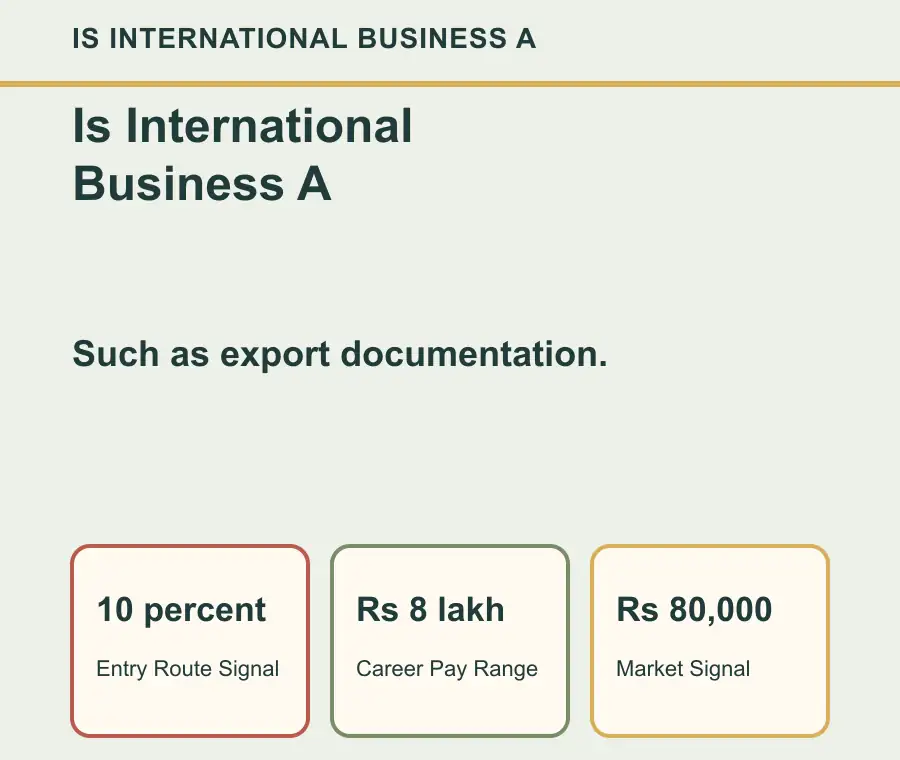 IS INTERNATIONAL BUSINESS A
Is International
Business A
Such as export documentation.
10 percent
Entry Route Signal
Rs 8 lakh
Career Pay Range
Rs 80,000
Market Signal